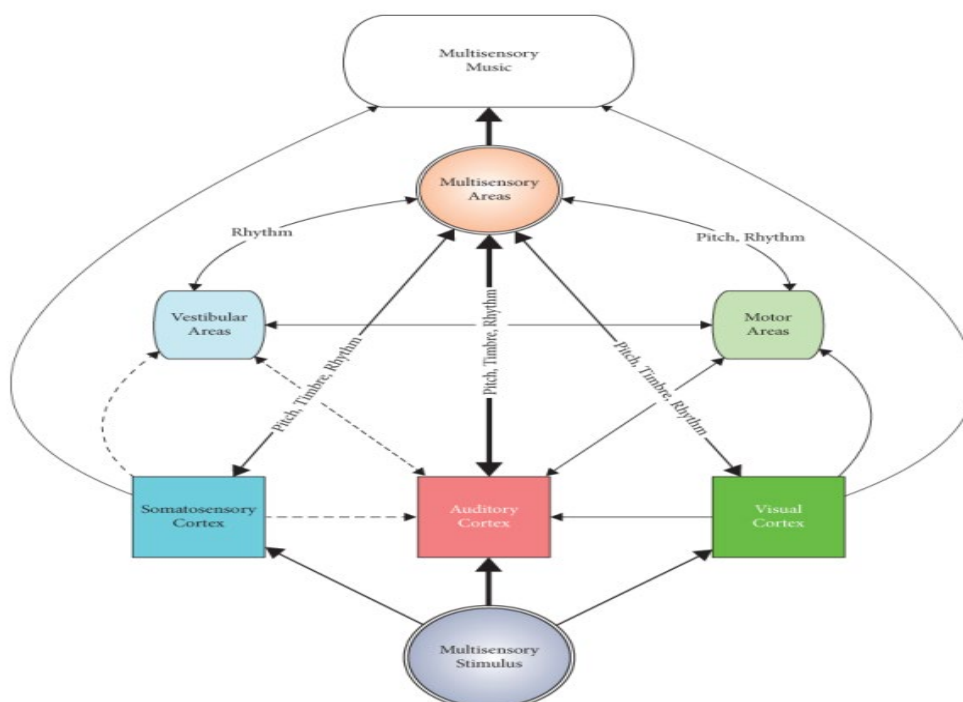 Multisensory
Music
Multisensory
Areas
Rhythm
Pitch, Rhythm
Vestibular
Areas
Motor
Areas
Pitch, Timbre, Rhythm
Pitch, Timbre, Rhythm
Pitch, Timbre, Rhythm
Somatosensory
Cortex
Auditory
Cortex
Visual
Cortex
Multisensory
Stimulus